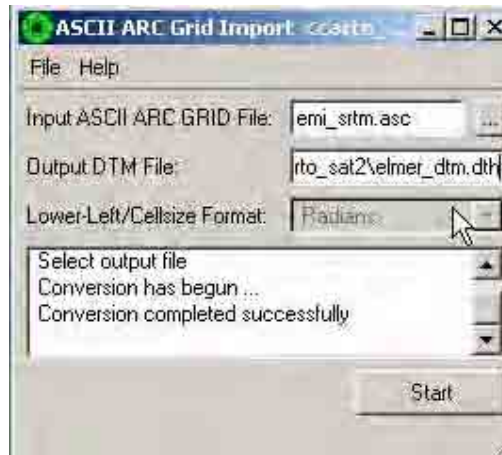 ASCII ARC Grid Import
File Help
Input ASCII ARC GRID File: emi_srtm.asc ...
Output DTM File: rto_sat2\elmer_dtm.dth
Lower-Left/Cellsize Format: Radians
Select output file
Conversion has begun ...
Conversion completed successfully
Start